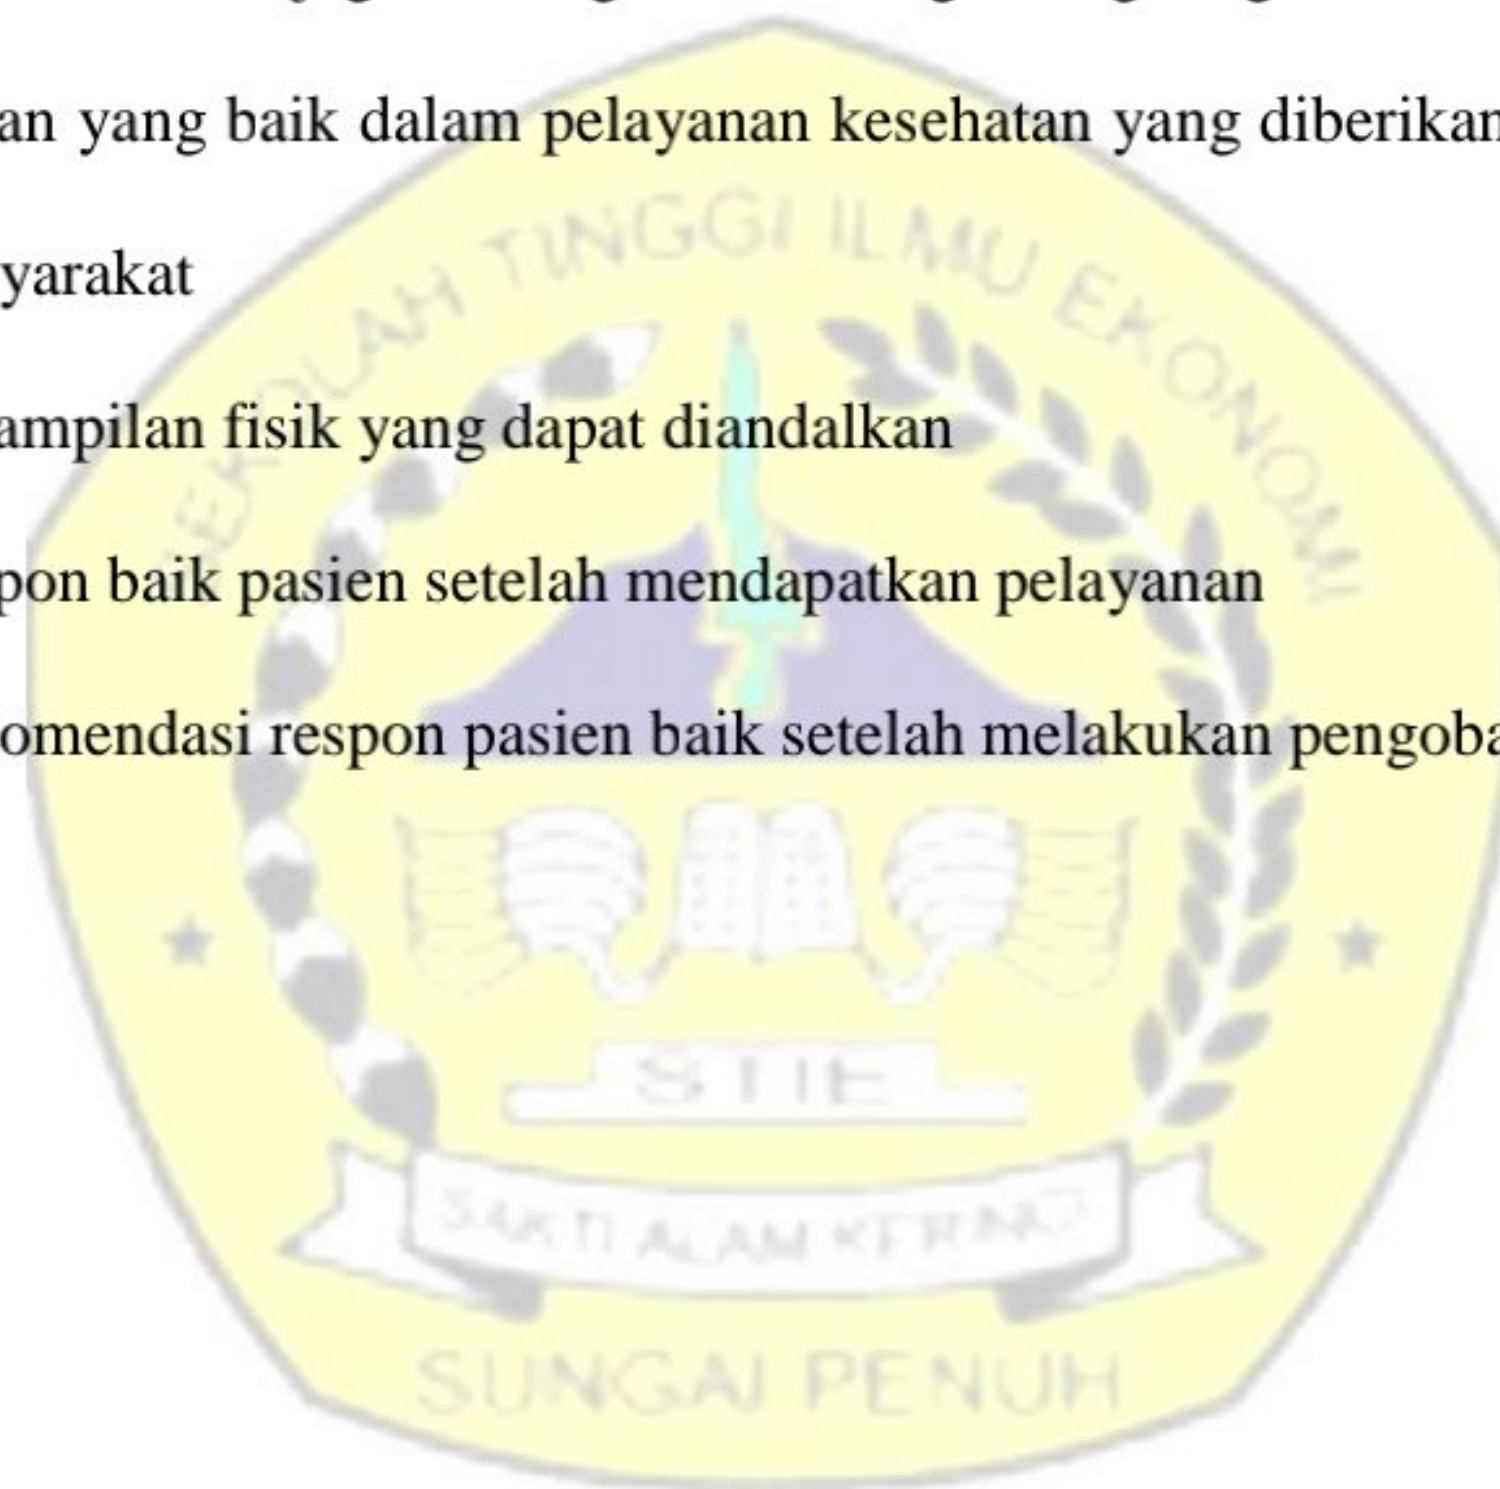 an yang baik dalam pelayanan kesehatan yang diberikan
yarakat
ampilan fisik yang dapat diandalkan
pon baik pasien setelah mendapatkan pelayanan
omendasi respon pasien baik setelah melakukan pengoba
SEKOLAH TINGGI ILMU EKONOMI
STIE
SAKTI ALAM KERINCI
SUNGAI PENUH